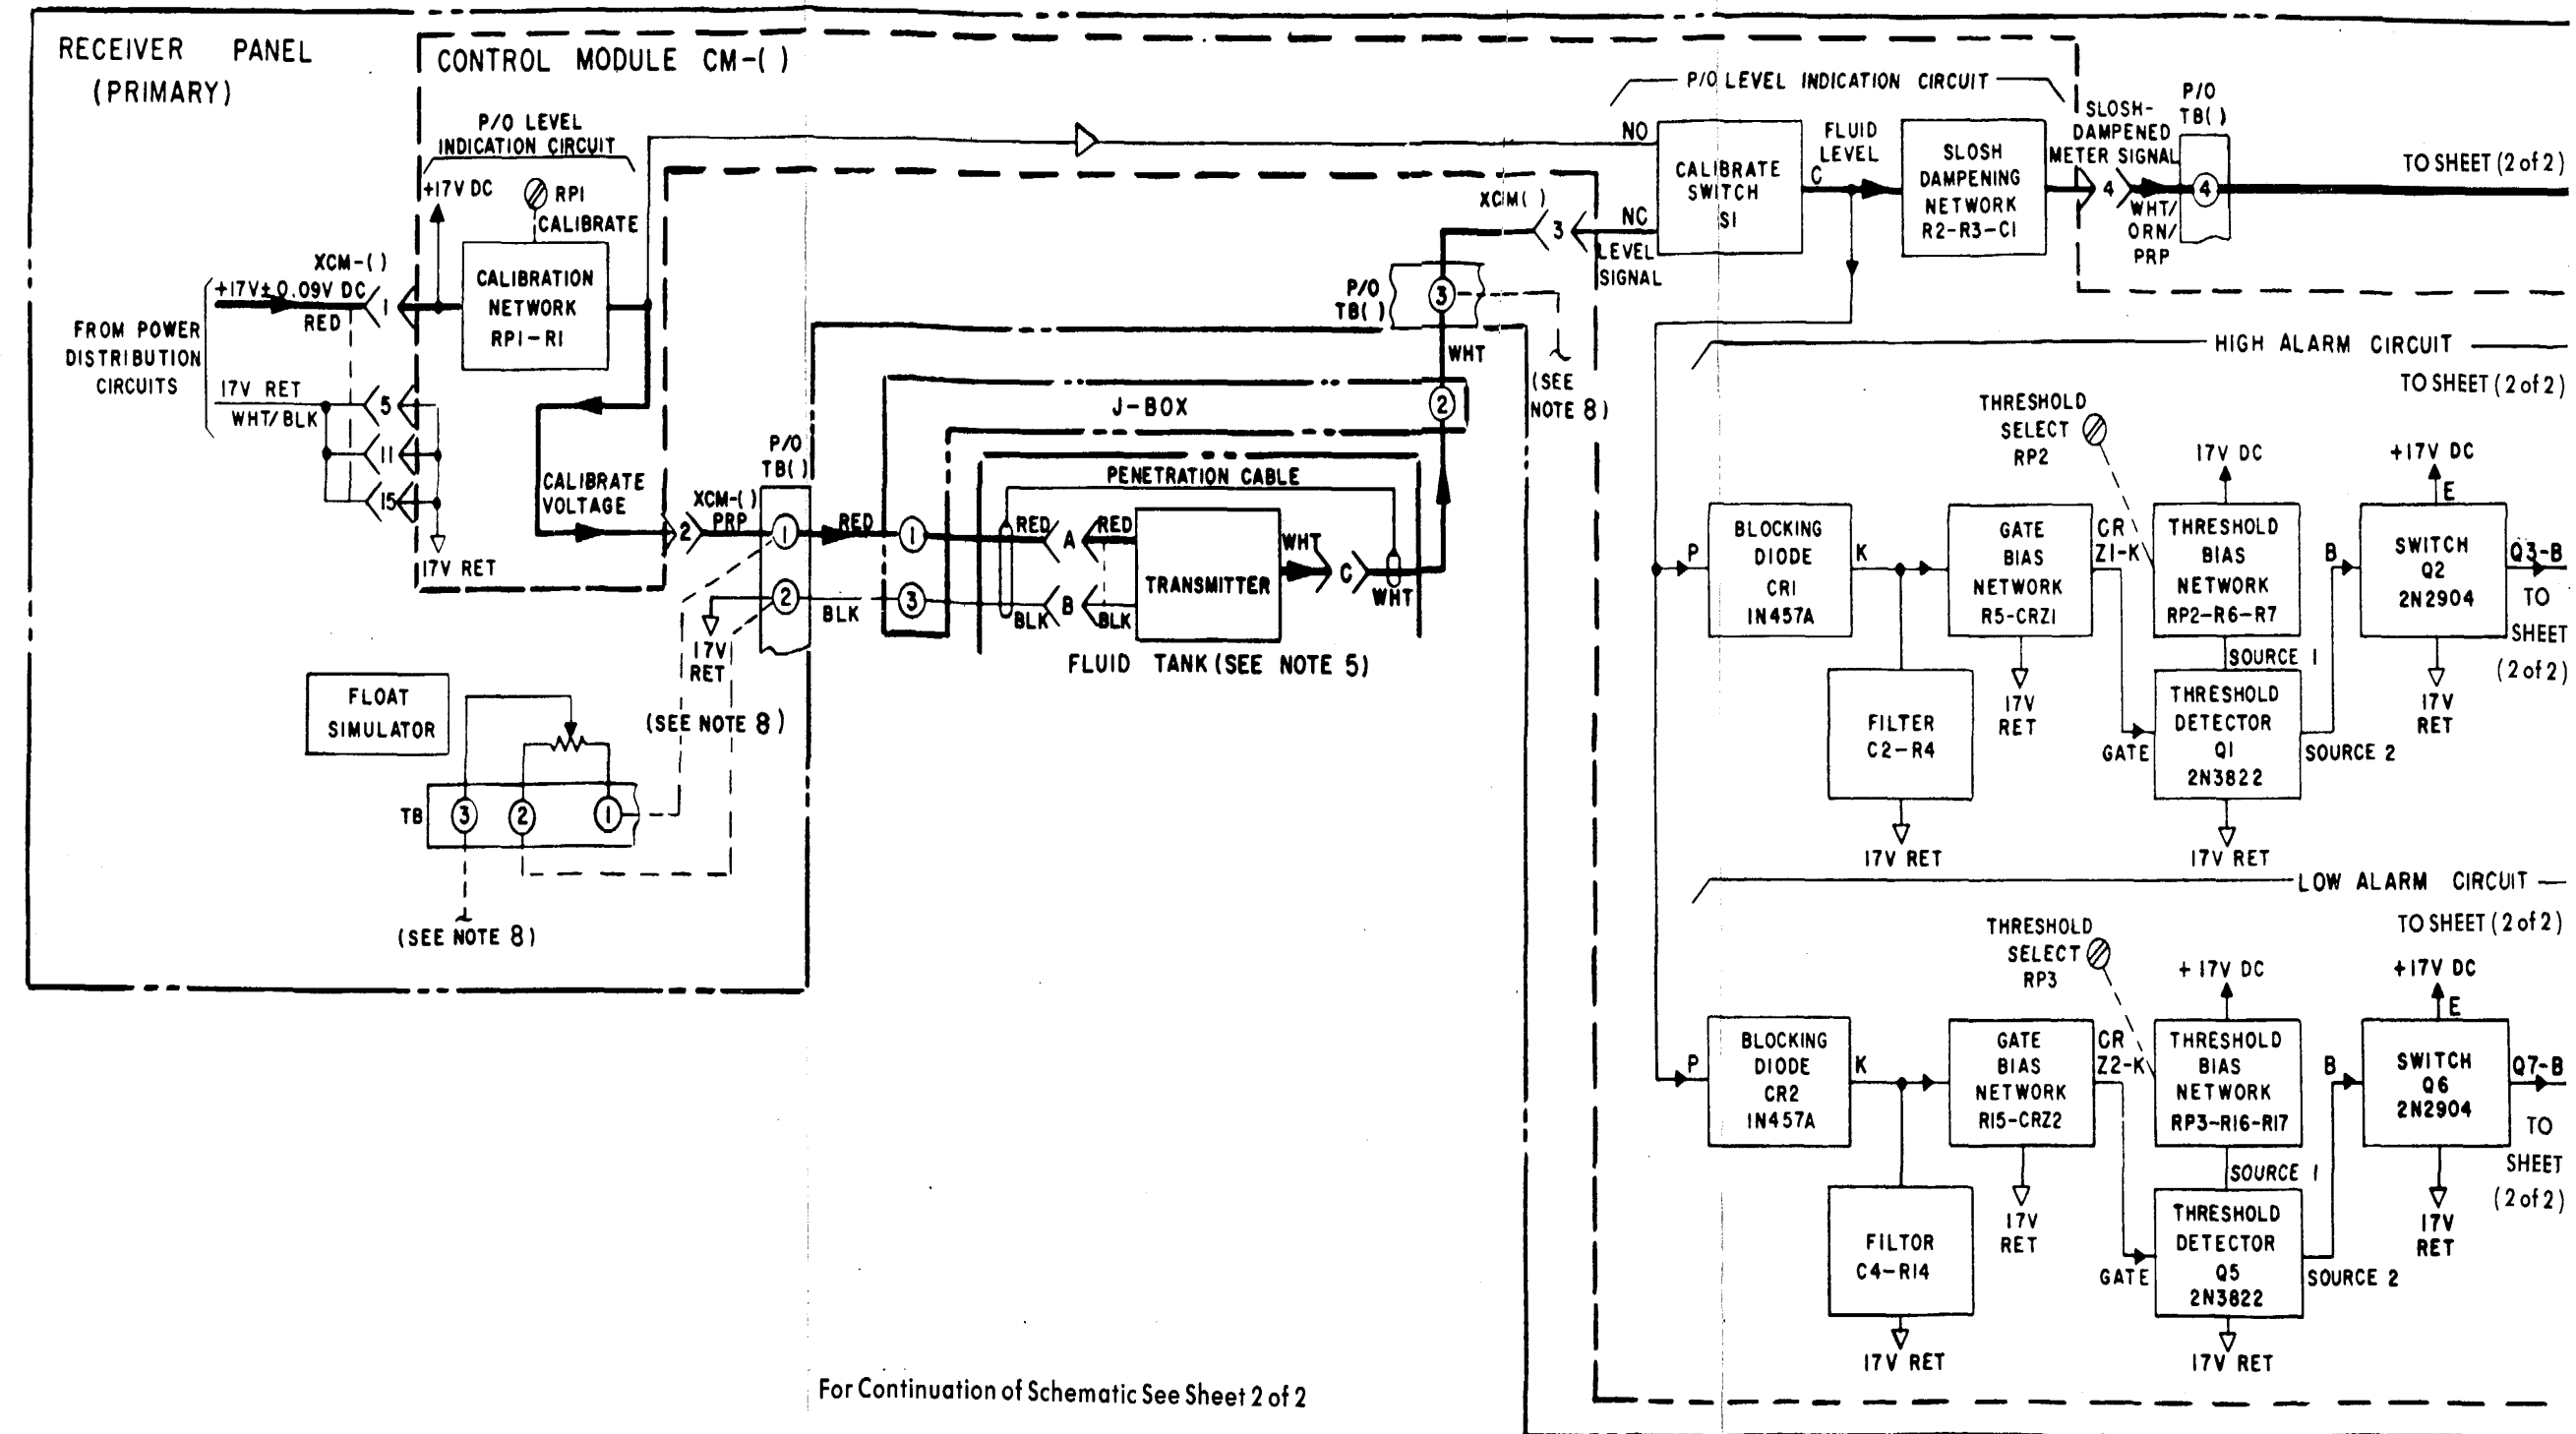 RECEIVER PANEL
(PRIMARY)
CONTROL MODULE CM-( )
P/O LEVEL
INDICATION CIRCUIT
+17V DC
RP1
CALIBRATE
XCM-( )
+17V±0.09V DC
1
RED
CALIBRATION
NETWORK
RP1-R1
FROM POWER
DISTRIBUTION
CIRCUITS
17V RET
WHT/BLK
5
11
15
17V RET
CALIBRATE
VOLTAGE
XCM-( )
2
PRP
P/O
TB( )
1
2
RED
BLK
17V
RET
(SEE NOTE 8)
FLOAT
SIMULATOR
TB
3
2
1
(SEE NOTE 8)
J-BOX
1
3
2
PENETRATION CABLE
RED
A
RED
BLK
B
BLK
TRANSMITTER
WHT
C
WHT
FLUID TANK (SEE NOTE 5)
WHT
P/O
TB( )
3
(SEE
NOTE 8)
XCM( )
3
NO
NC
LEVEL
SIGNAL
P/O LEVEL INDICATION CIRCUIT
CALIBRATE
SWITCH
S1
C
FLUID
LEVEL
SLOSH
DAMPENING
NETWORK
R2-R3-C1
SLOSH-
DAMPENED
METER SIGNAL
4
WHT/
ORN/
PRP
P/O
TB( )
4
TO SHEET (2 of 2)
HIGH ALARM CIRCUIT
TO SHEET (2 of 2)
THRESHOLD
SELECT
RP2
17V DC
+17V DC
E
P
BLOCKING
DIODE
CR1
1N457A
K
GATE
BIAS
NETWORK
R5-CRZ1
CR
Z1-K
THRESHOLD
BIAS
NETWORK
RP2-R6-R7
B
SWITCH
Q2
2N2904
Q3-B
TO
SHEET
(2 of 2)
SOURCE 1
17V
RET
17V
RET
FILTER
C2-R4
17V RET
GATE
THRESHOLD
DETECTOR
Q1
2N3822
SOURCE 2
17V RET
LOW ALARM CIRCUIT
TO SHEET (2 of 2)
THRESHOLD
SELECT
RP3
+17V DC
+17V DC
E
P
BLOCKING
DIODE
CR2
1N457A
K
GATE
BIAS
NETWORK
R15-CRZ2
CR
Z2-K
THRESHOLD
BIAS
NETWORK
RP3-R16-R17
B
SWITCH
Q6
2N2904
Q7-B
TO
SHEET
(2 of 2)
SOURCE 1
17V
RET
17V
RET
FILTOR
C4-R14
17V RET
GATE
THRESHOLD
DETECTOR
Q5
2N3822
SOURCE 2
17V RET
For Continuation of Schematic See Sheet 2 of 2